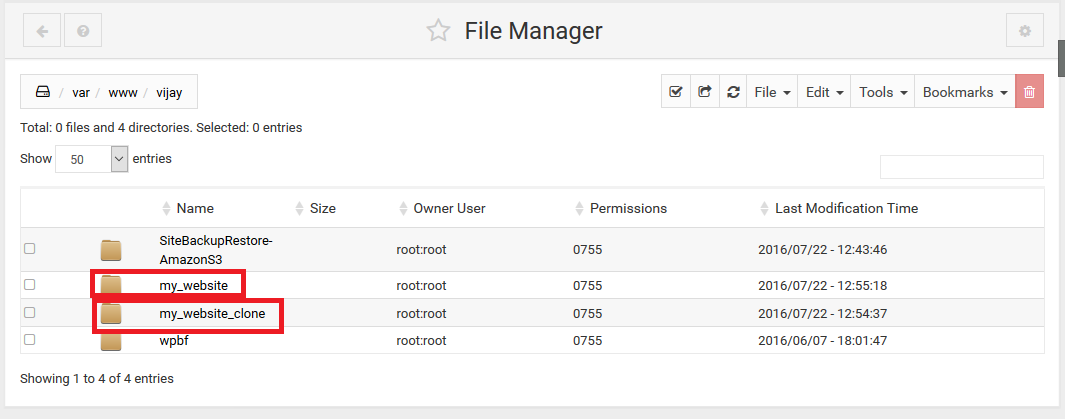 File Manager
/ var / www / vijay
File Edit Tools Bookmarks
Total: 0 files and 4 directories. Selected: 0 entries
Show 50 entries
Name Size Owner User Permissions Last Modification Time
SiteBackupRestore-
AmazonS3 root:root 0755 2016/07/22 - 12:43:46
my_website root:root 0755 2016/07/22 - 12:55:18
my_website_clone root:root 0755 2016/07/22 - 12:54:37
wpbf root:root 0755 2016/06/07 - 18:01:47
Showing 1 to 4 of 4 entries